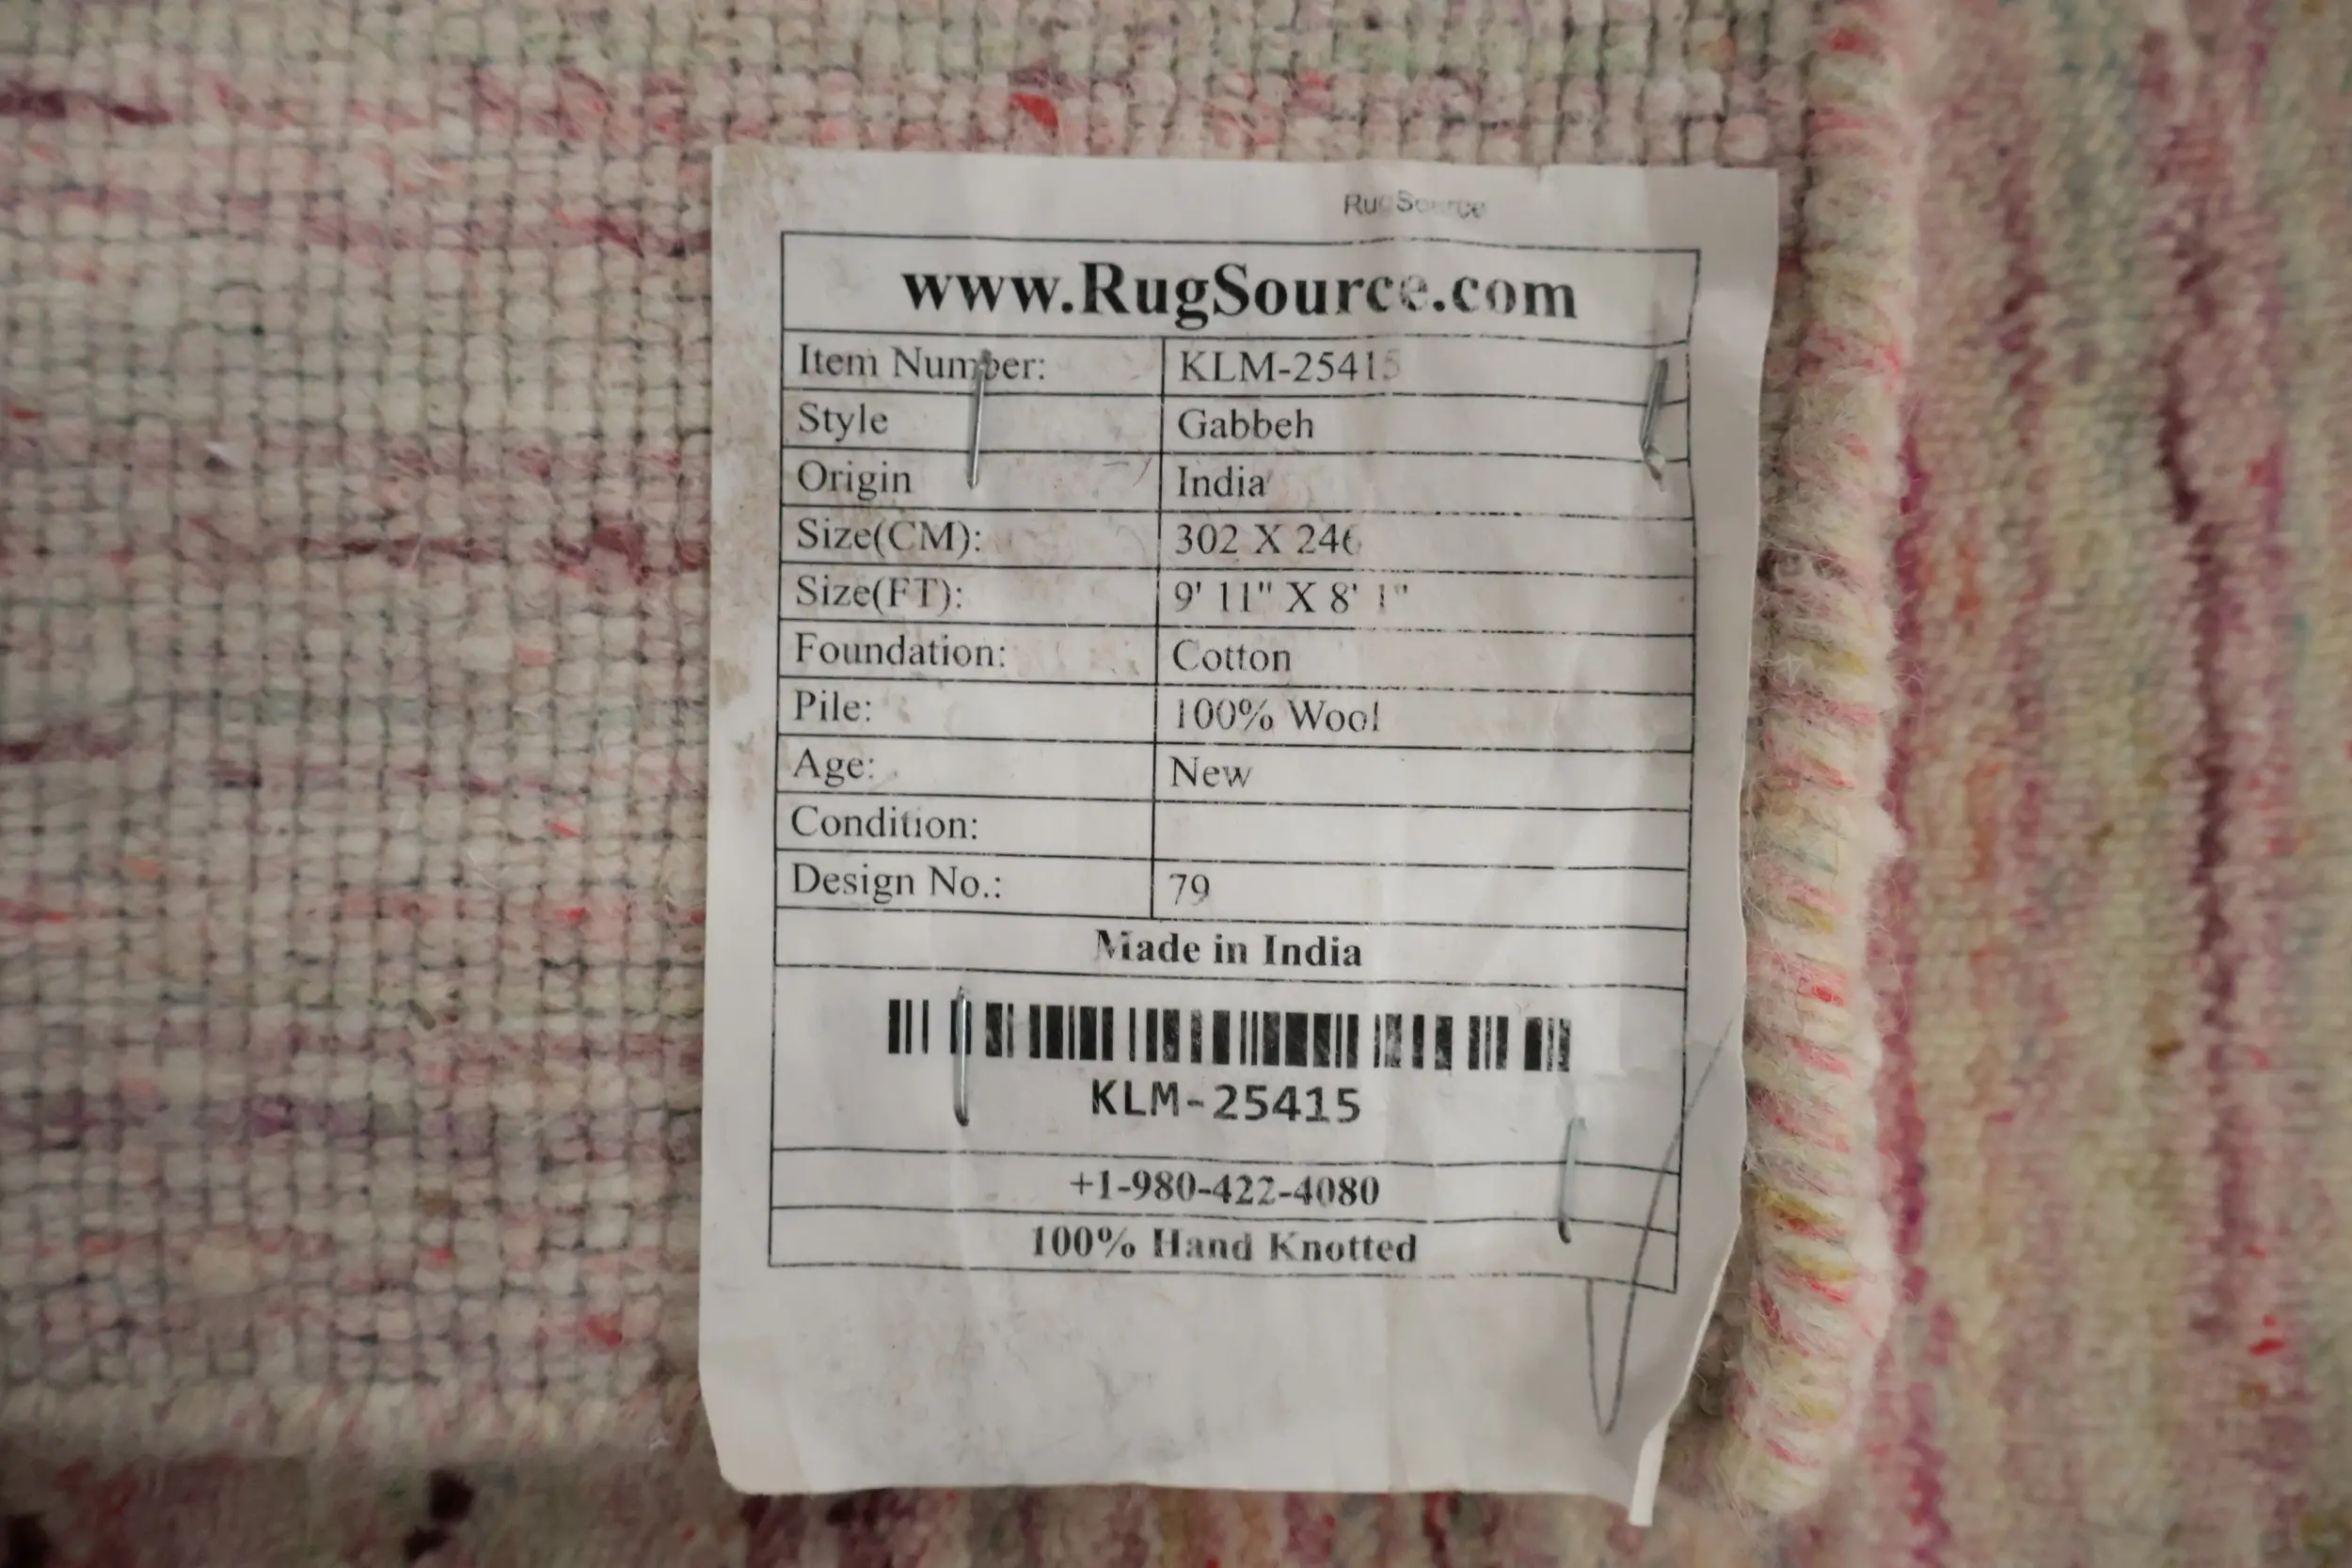 RugSource
www.RugSource.com
Item Number: KLM-25415
Style Gabbeh
Origin India
Size(CM): 302 X 246
Size(FT): 9' 11" X 8' 1"
Foundation: Cotton
Pile: 100% Wool
Age: New
Condition:
Design No.: 79
Made in India
KLM-25415
+1-980-422-4080
100% Hand Knotted